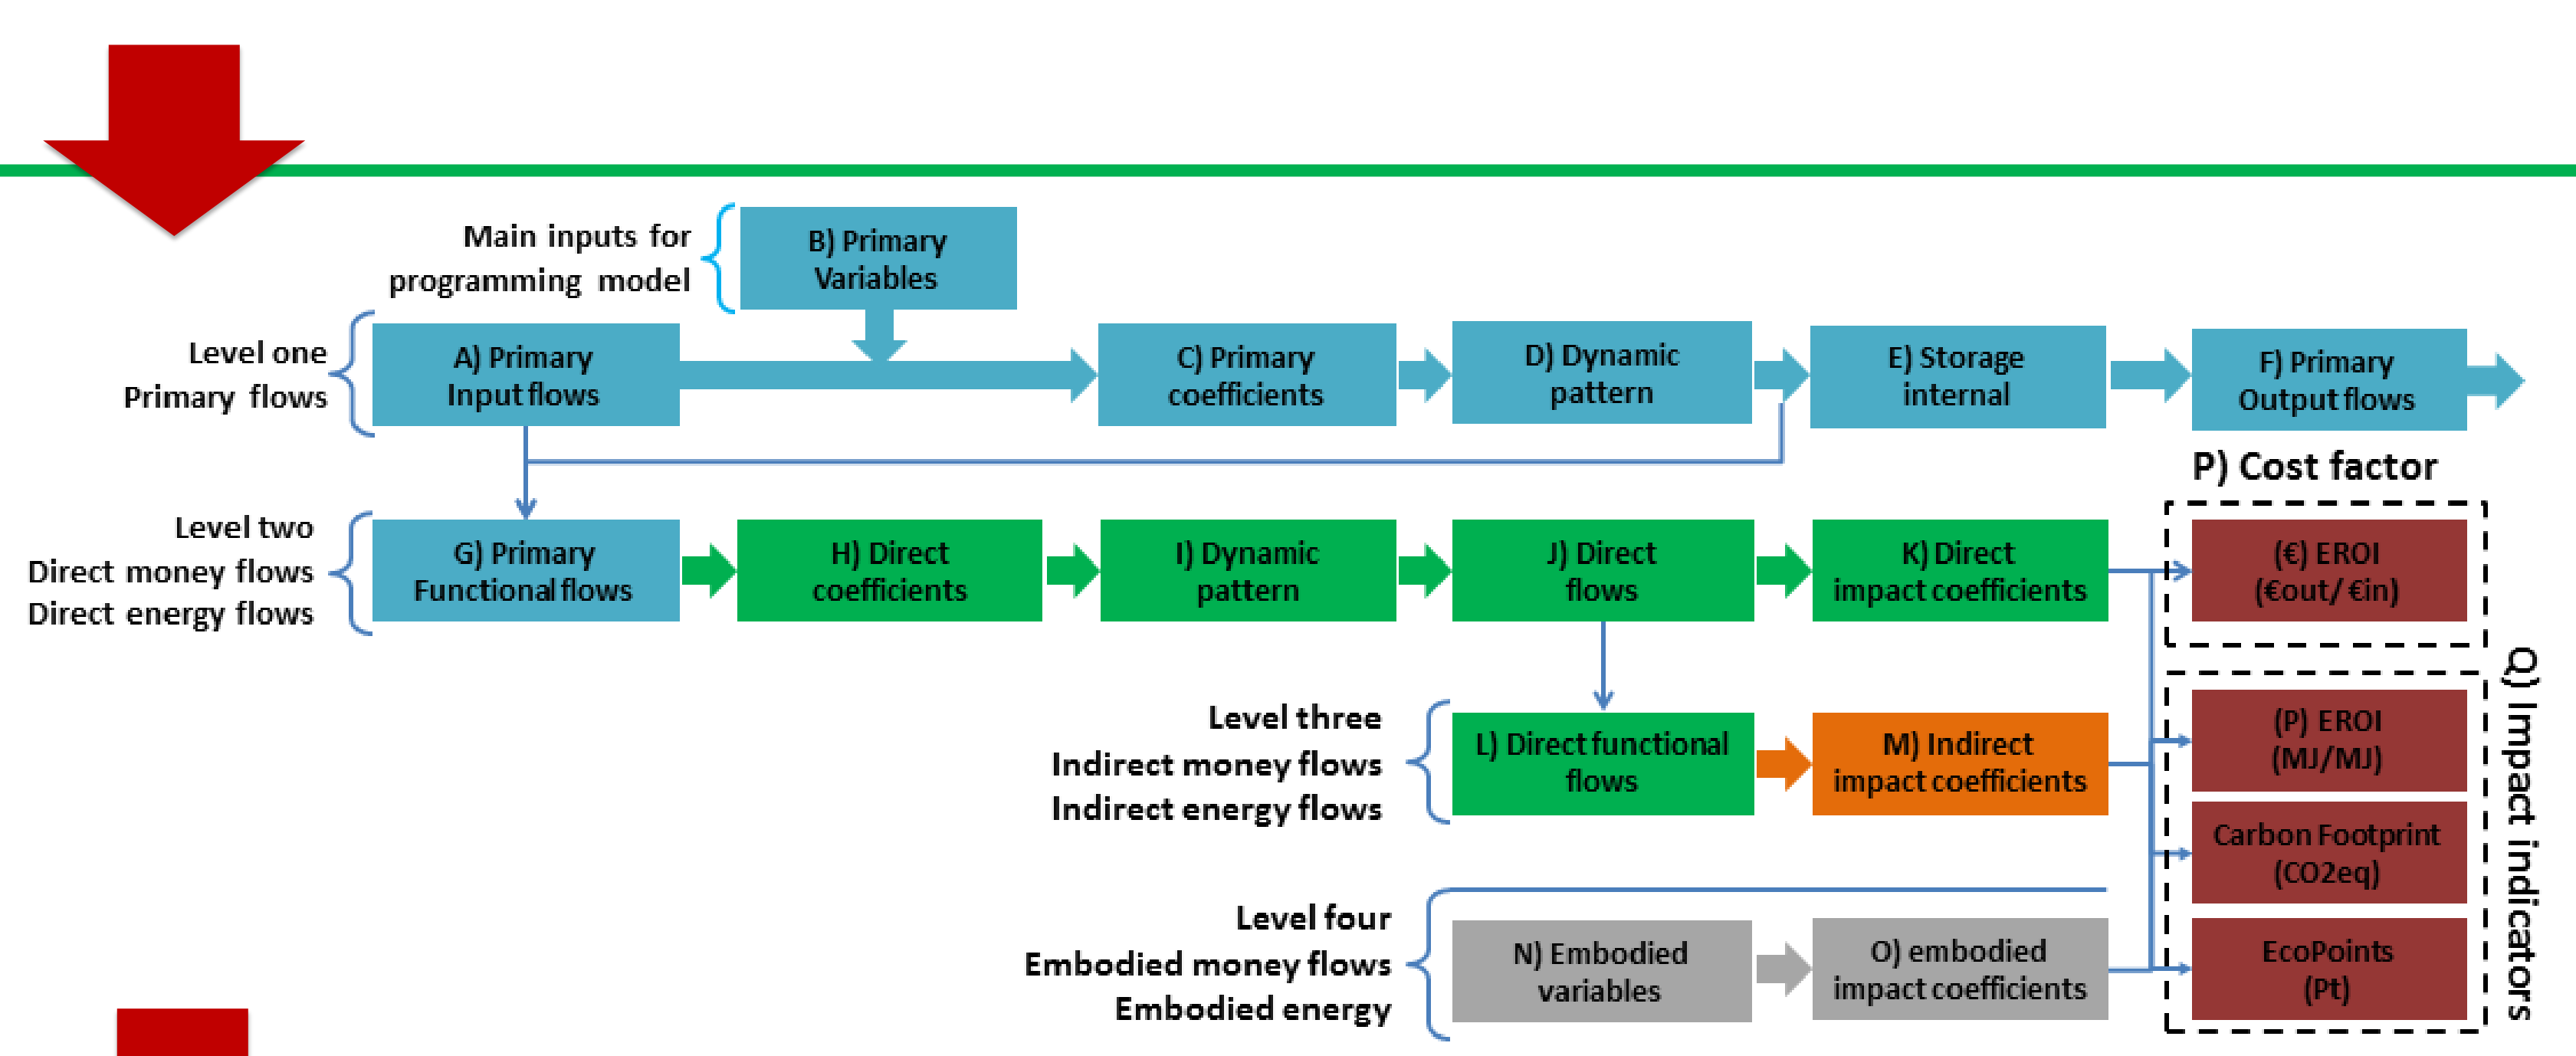 Main inputs for
programming model
B) Primary
Variables
Level one
Primary flows
A) Primary
Input flows
C) Primary
coefficients
D) Dynamic
pattern
E) Storage
internal
F) Primary
Output flows
P) Cost factor
Level two
Direct money flows
Direct energy flows
G) Primary
Functional flows
H) Direct
coefficients
I) Dynamic
pattern
J) Direct
flows
K) Direct
impact coefficients
(€) EROI
(€out/ €in)
Level three
Indirect money flows
Indirect energy flows
L) Direct functional
flows
M) Indirect
impact coefficients
(P) EROI
(MJ/MJ)
Carbon Footprint
(CO2eq)
Level four
Embodied money flows
Embodied energy
N) Embodied
variables
O) embodied
impact coefficients
EcoPoints
(Pt)
Q) Impact indicators